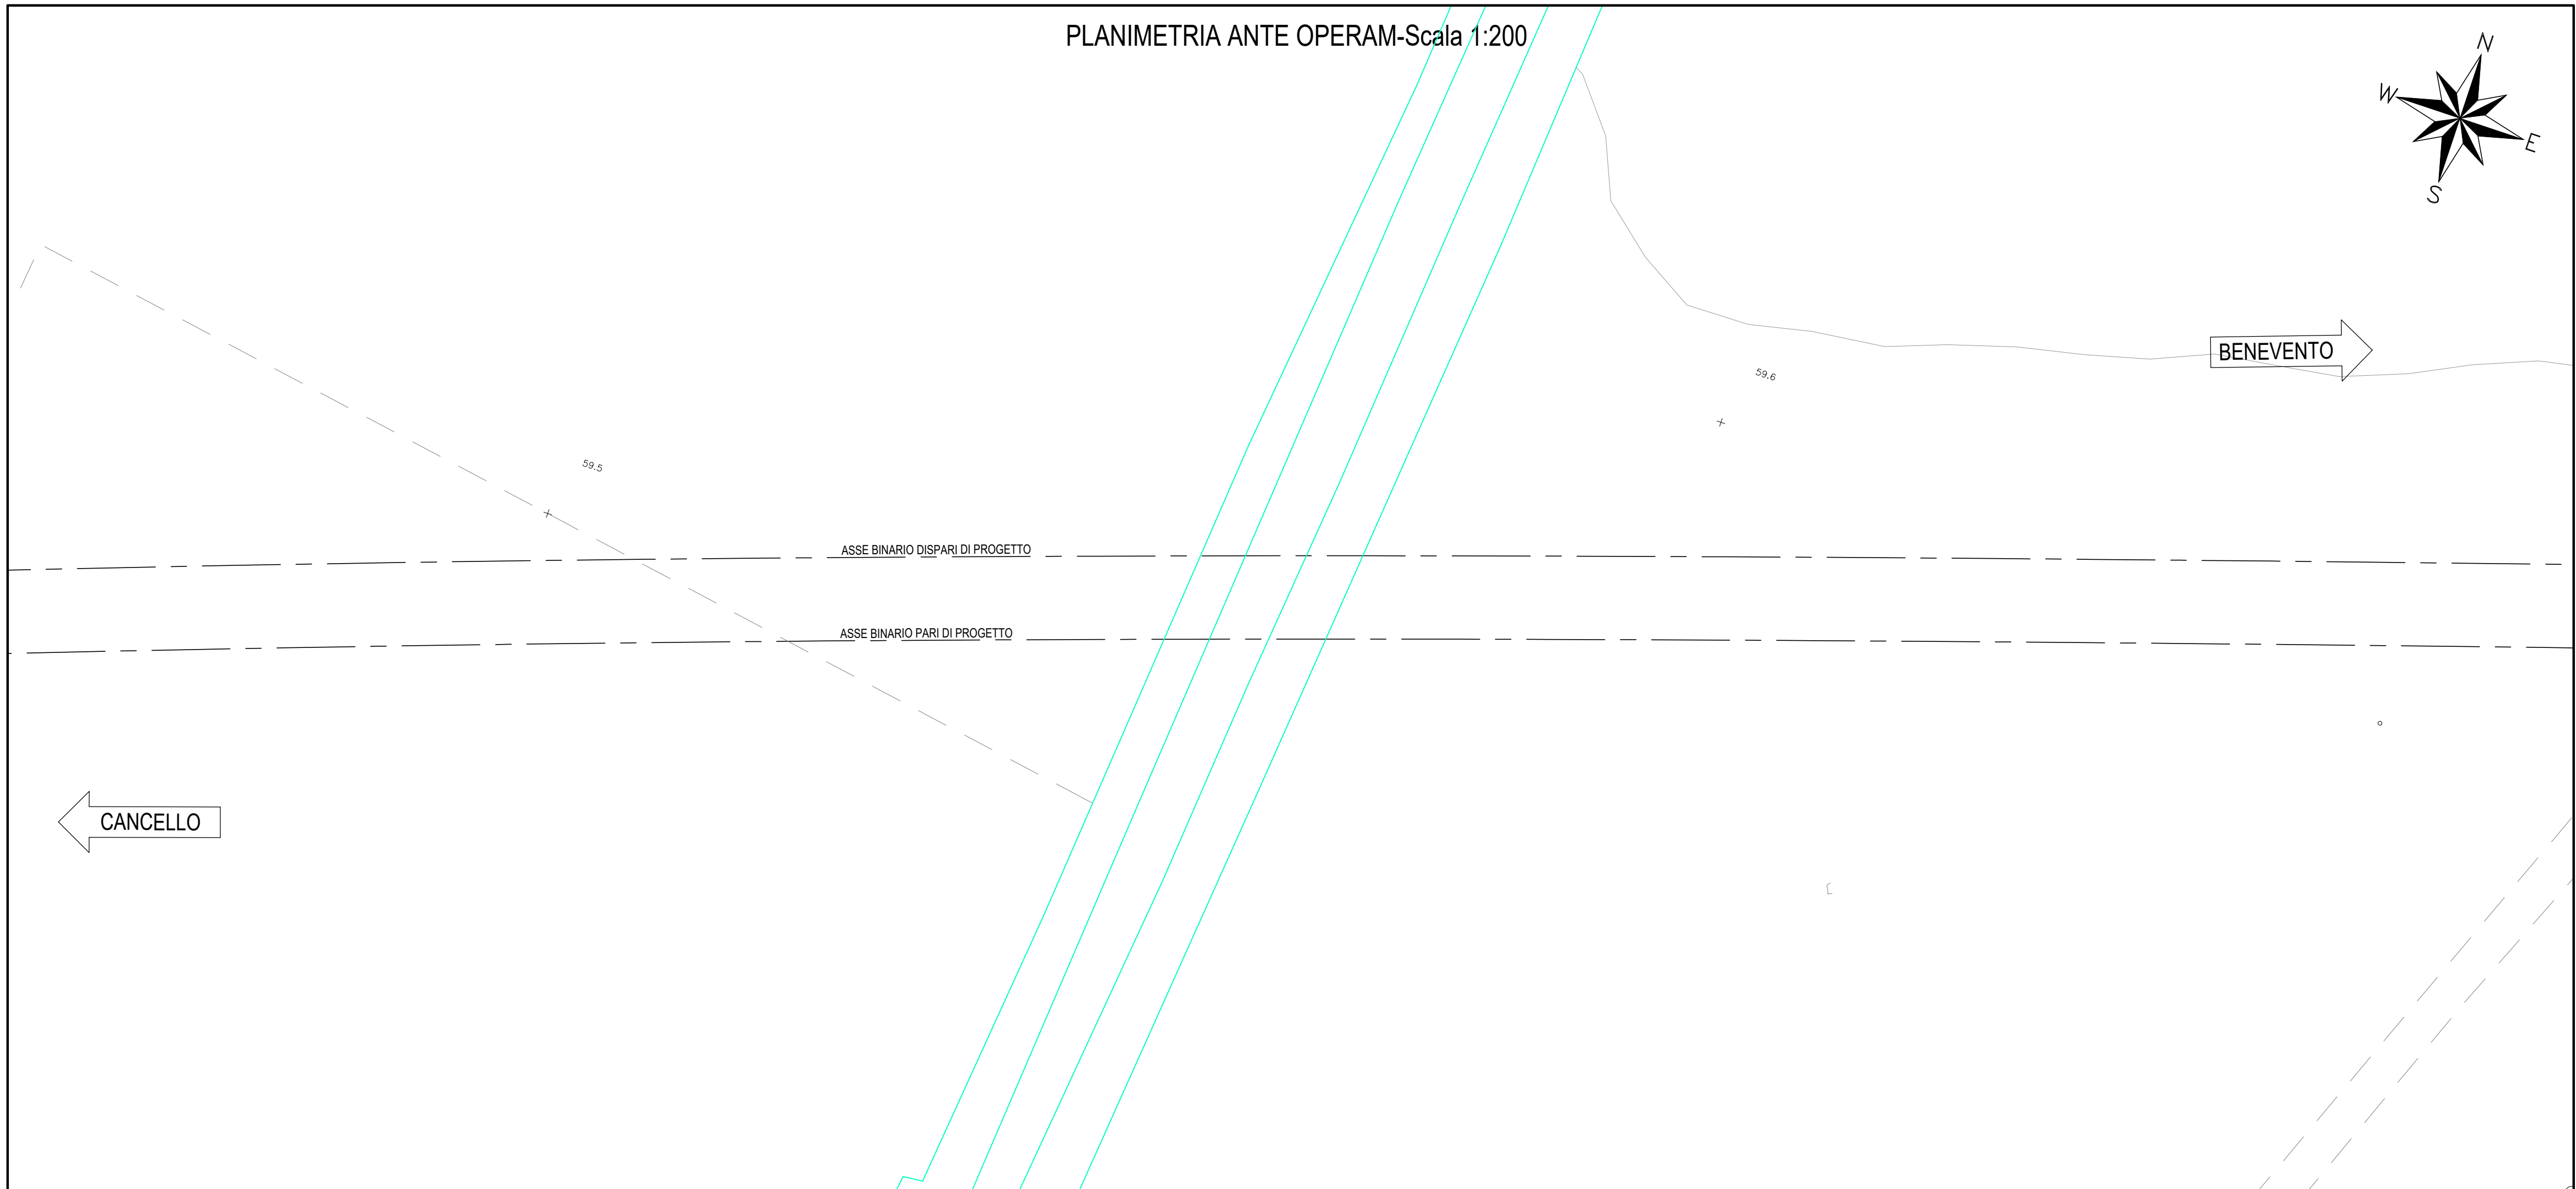 PLANIMETRIA ANTE OPERAM-Scala 1:200
N
W
E
S
BENEVENTO
59.6
59.5
ASSE BINARIO DISPARI DI PROGETTO
ASSE BINARIO PARI DI PROGETTO
CANCELLO